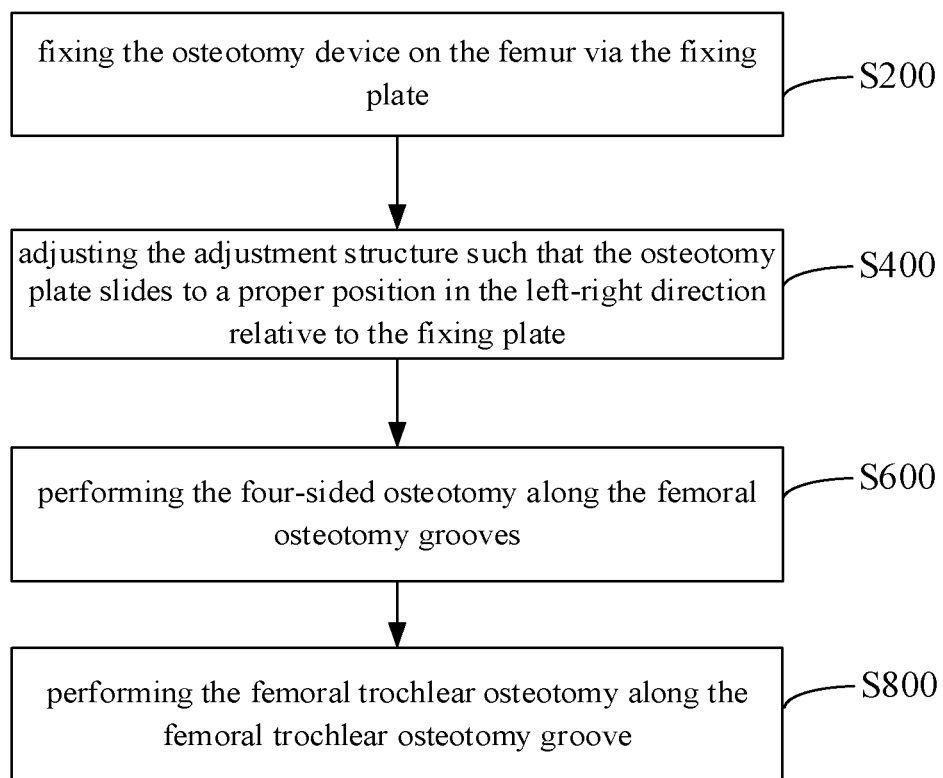 fixing the osteotomy device on the femur via the fixing
plate
S200
adjusting the adjustment structure such that the osteotomy
plate slides to a proper position in the left-right direction
relative to the fixing plate
S400
performing the four-sided osteotomy along the femoral
osteotomy grooves
S600
performing the femoral trochlear osteotomy along the
femoral trochlear osteotomy groove
S800